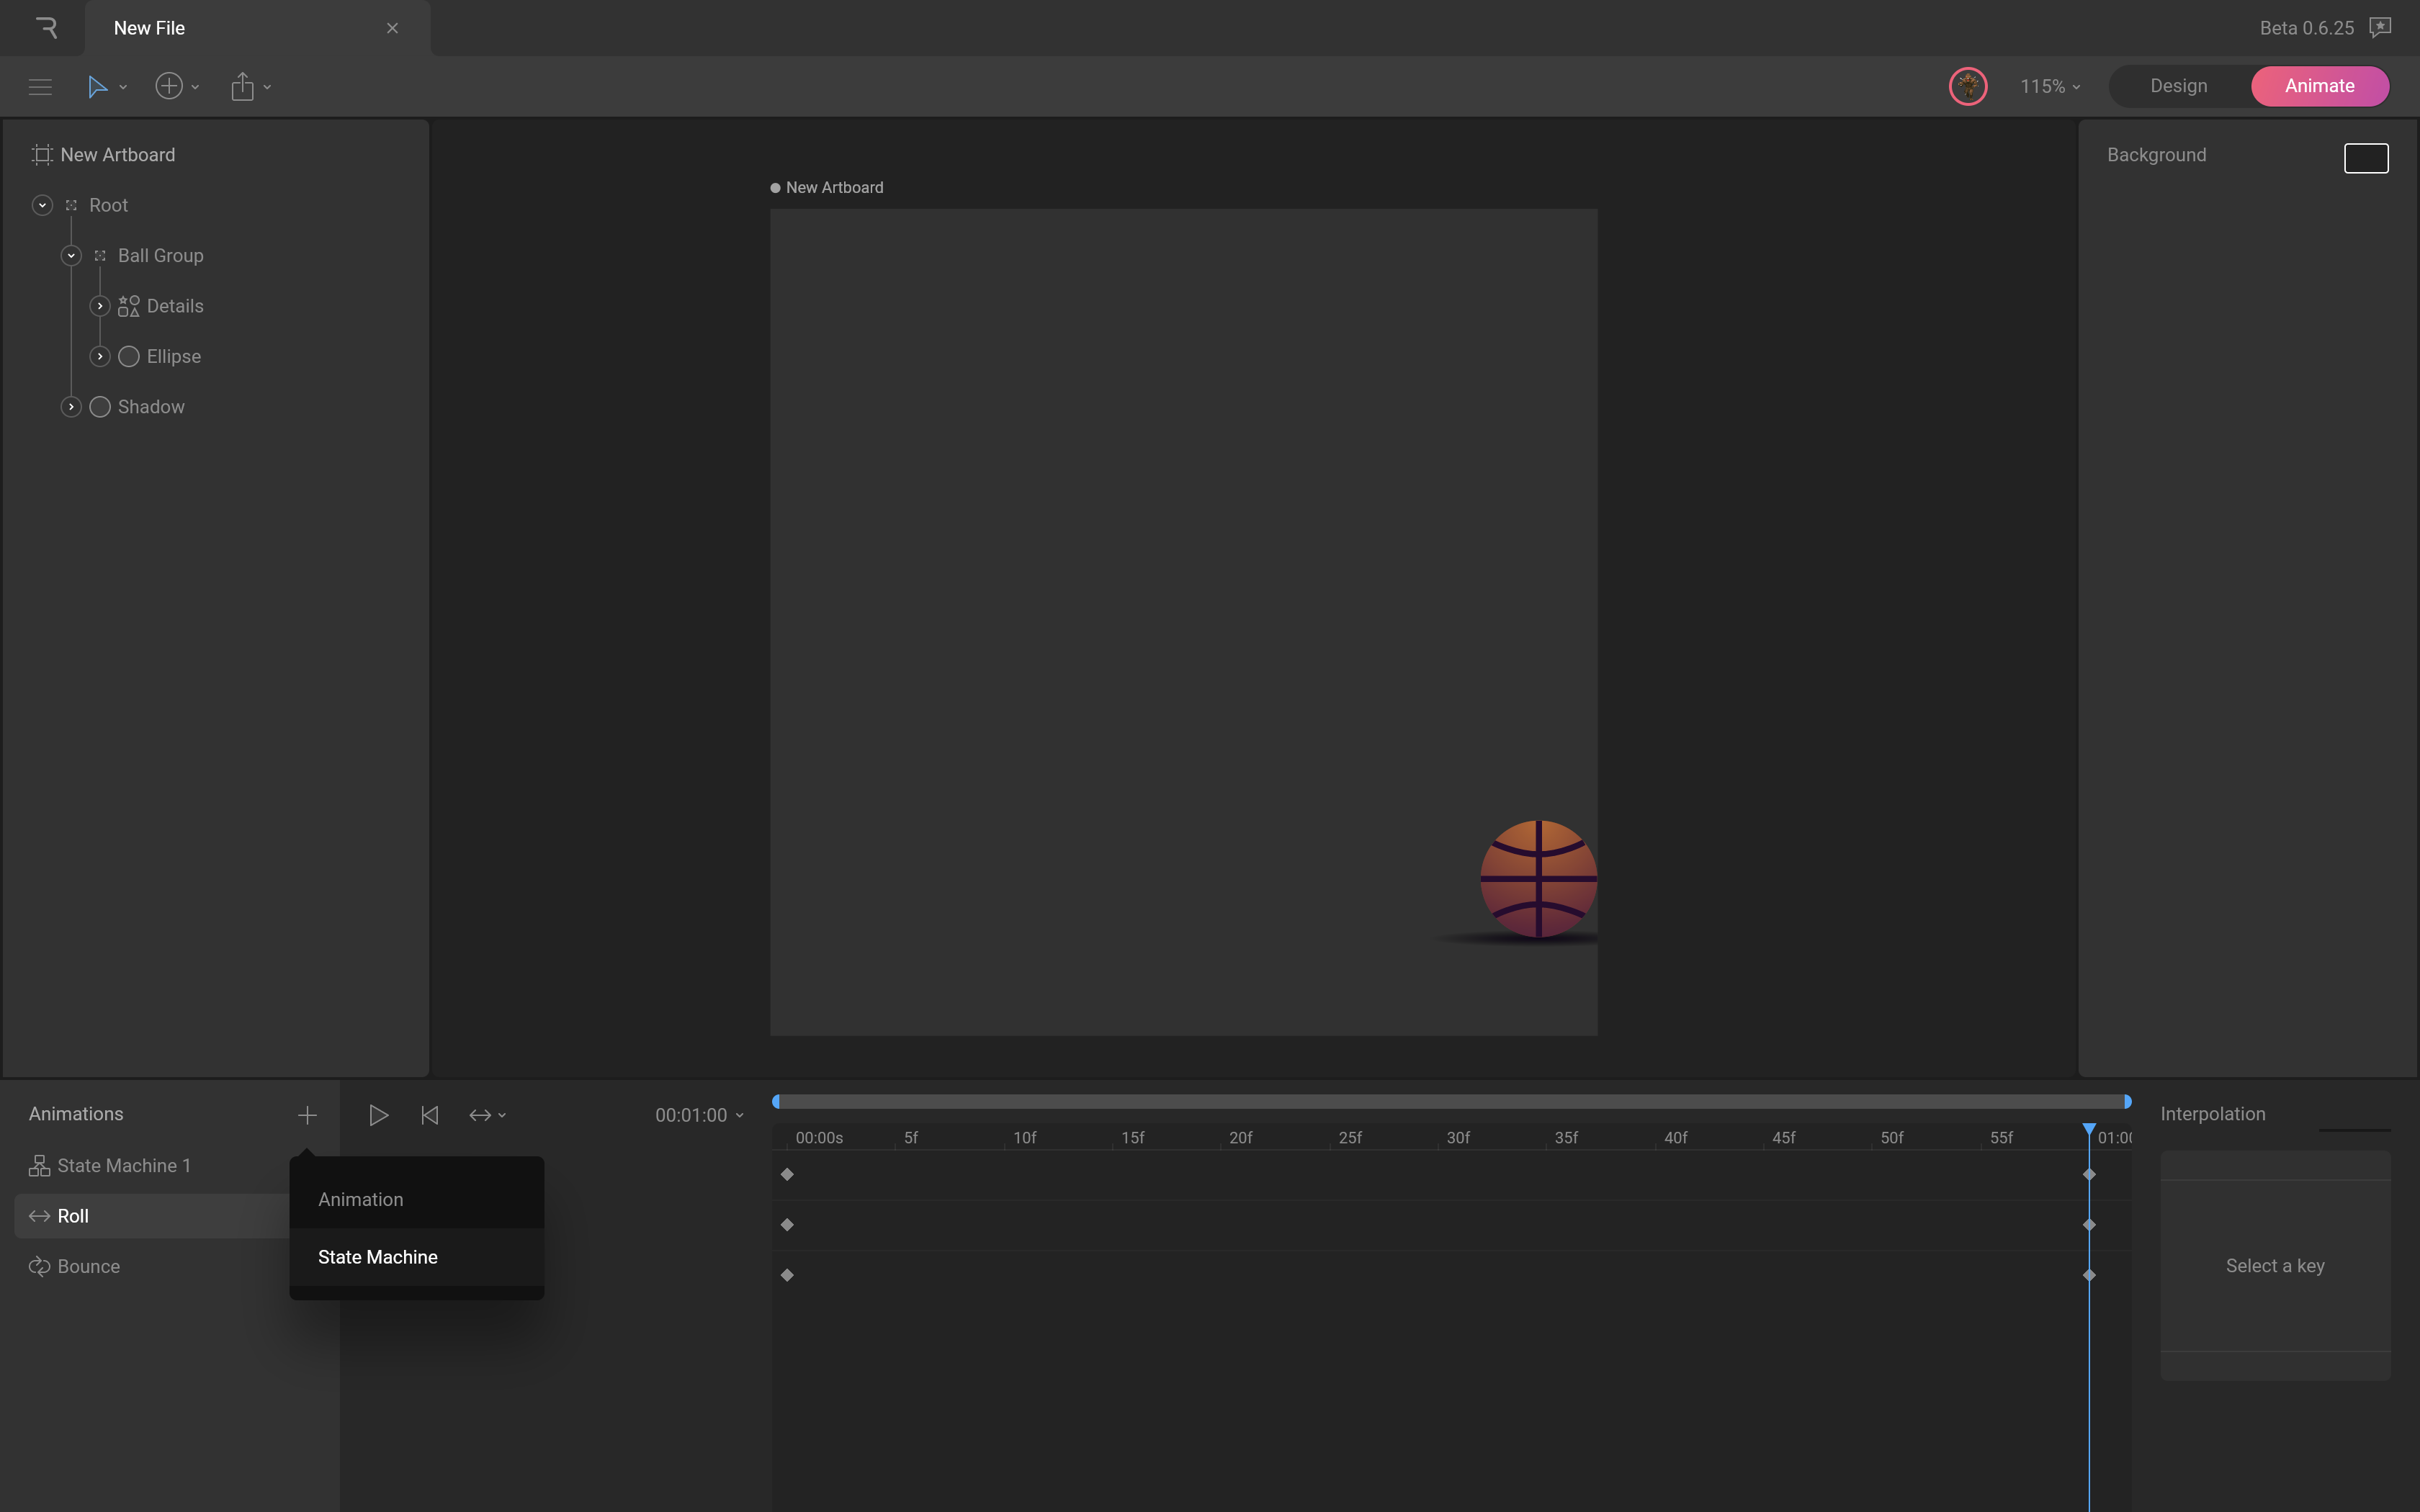 New File
Beta 0.6.25
115%
Design
Animate
New Artboard
Root
Ball Group
Details
Ellipse
Shadow
New Artboard
Background
Animations
State Machine 1
Roll
Bounce
Animation
State Machine
00:01:00
00:00s 5f 10f 15f 20f 25f 30f 35f 40f 45f 50f 55f 01:00
Interpolation
Select a key